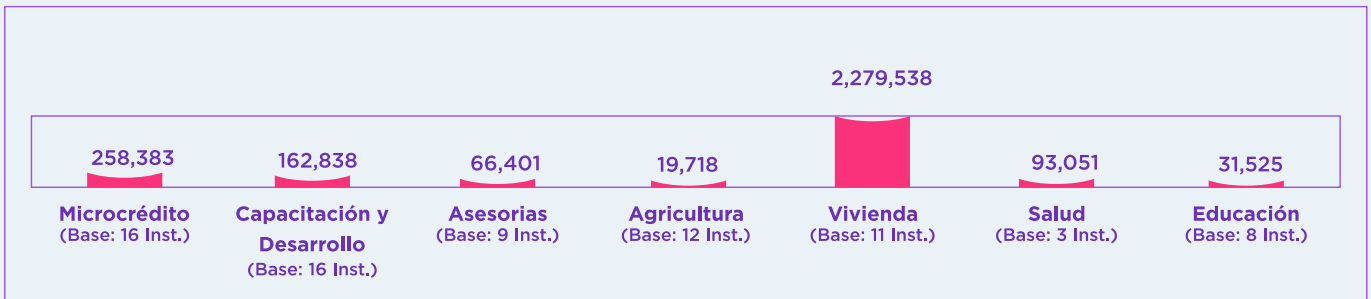 2,279,538
258,383
162,838
66,401
19,718
93,051
31,525
Microcrédito
(Base: 16 Inst.)
Capacitación y
Desarrollo
(Base: 16 Inst.)
Asesorias
(Base: 9 Inst.)
Agricultura
(Base: 12 Inst.)
Vivienda
(Base: 11 Inst.)
Salud
(Base: 3 Inst.)
Educación
(Base: 8 Inst.)